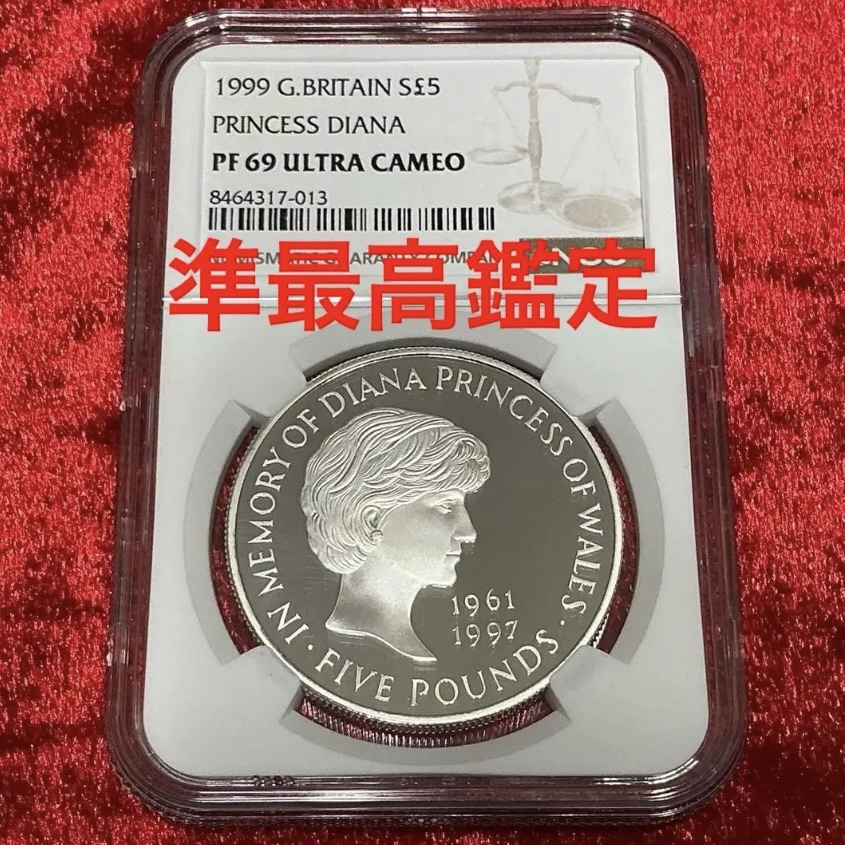 1999 G.BRITAIN S£5
PRINCESS DIANA
PF 69 ULTRA CAMEO
8464317-013
準最高鑑定
IN MEMORY OF DIANA PRINCESS OF WALES ·
1961
1997
· FIVE POUNDS